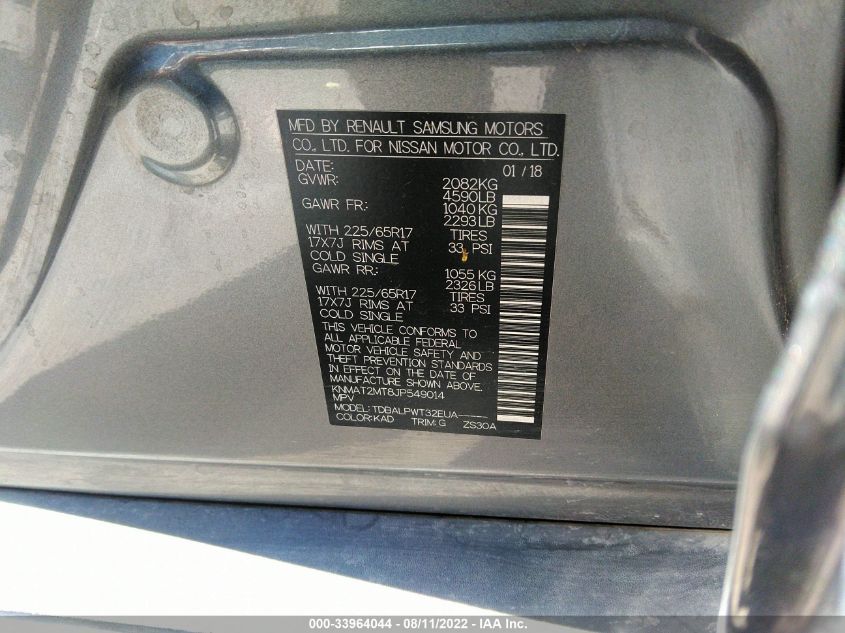 MFD BY RENAULT SAMSUNG MOTORS
CO., LTD. FOR NISSAN MOTOR CO., LTD.
DATE: 01/18
GVWR: 2082KG
4590LB
GAWR FR: 1040KG
2293LB
WITH 225/65R17 TIRES
17X7J RIMS AT 33 PSI
COLD SINGLE
GAWR RR: 1055 KG
2326LB
WITH 225/65R17 TIRES
17X7J RIMS AT 33 PSI
COLD SINGLE
THIS VEHICLE CONFORMS TO
ALL APPLICABLE FEDERAL
MOTOR VEHICLE SAFETY AND
THEFT PREVENTION STANDARDS
IN EFFECT ON THE DATE OF
MANUFACTURE SHOWN ABOVE.
KNMAT2MT8JP549014
MPV
MODEL: TDBALPWT32EUA-----
COLOR:KAD TRIM:G ZS30A
000-33964044 - 08/11/2022 - IAA Inc.